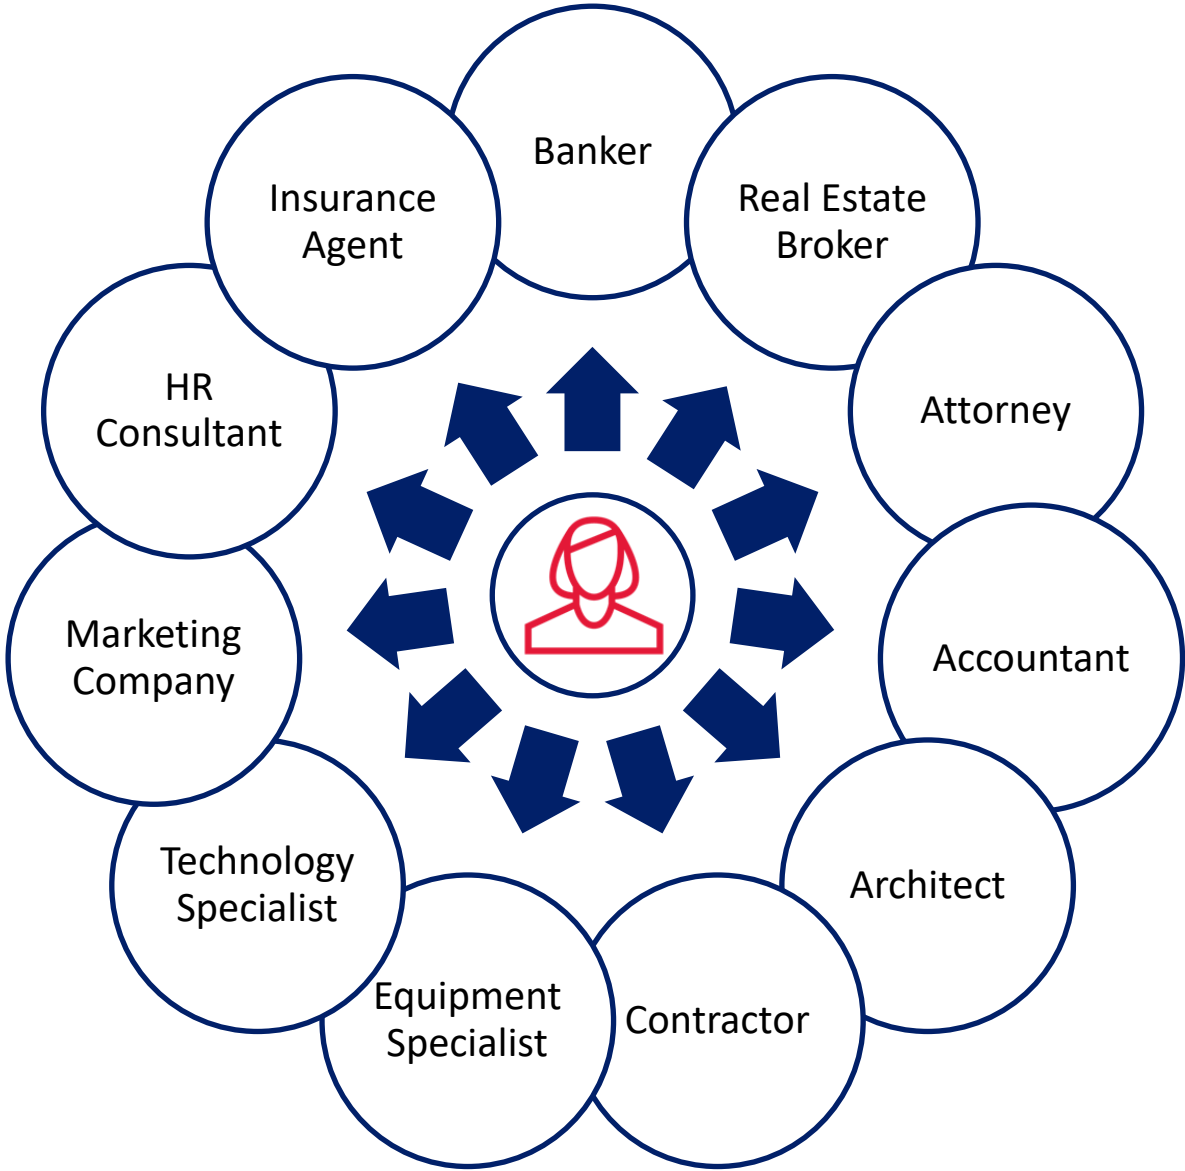 Banker
Real Estate
Broker
Attorney
Accountant
Architect
Contractor
Equipment
Specialist
Technology
Specialist
Marketing
Company
HR
Consultant
Insurance
Agent